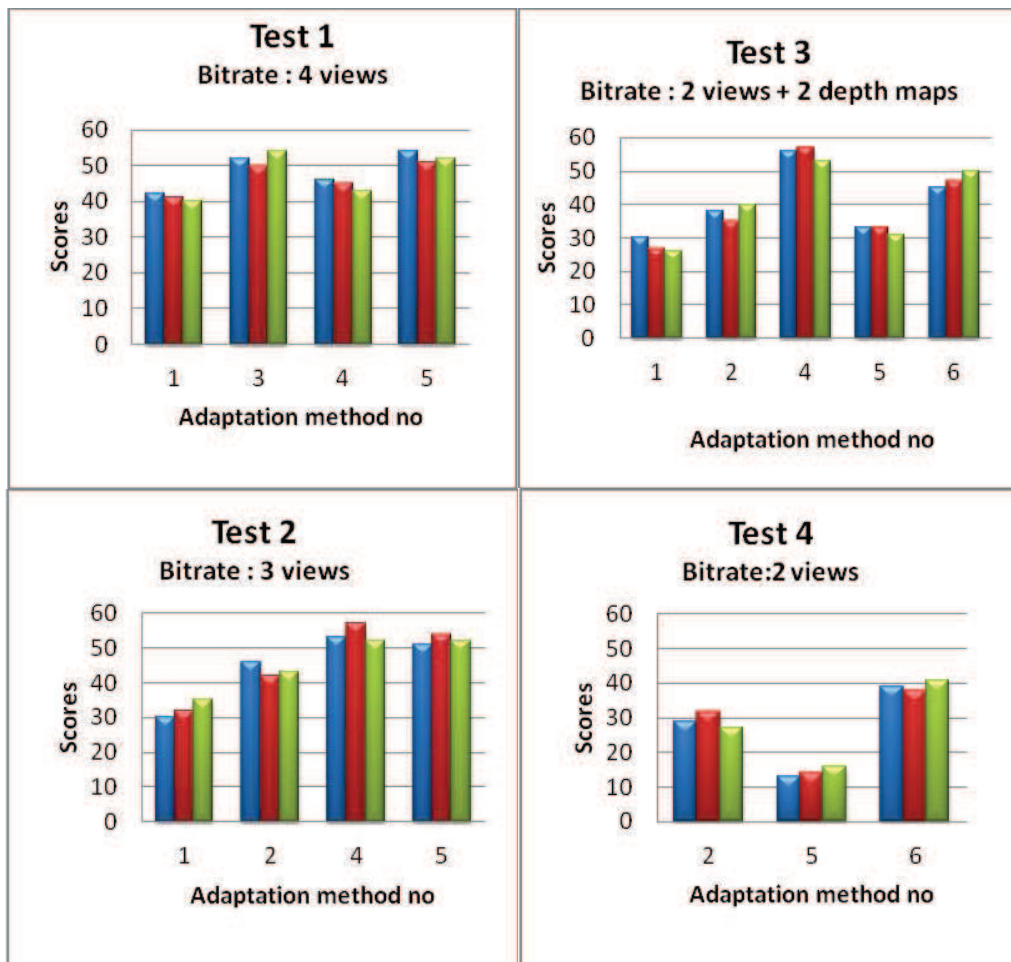 Test 1
Bitrate : 4 views
60
50
40
30
20
10
0
Scores
1 3 4 5
Adaptation method no
Test 3
Bitrate : 2 views + 2 depth maps
60
50
40
30
20
10
0
Scores
1 2 4 5 6
Adaptation method no
Test 2
Bitrate : 3 views
60
50
40
30
20
10
0
Scores
1 2 4 5
Adaptation method no
Test 4
Bitrate:2 views
60
50
40
30
20
10
0
Scores
2 5 6
Adaptation method no